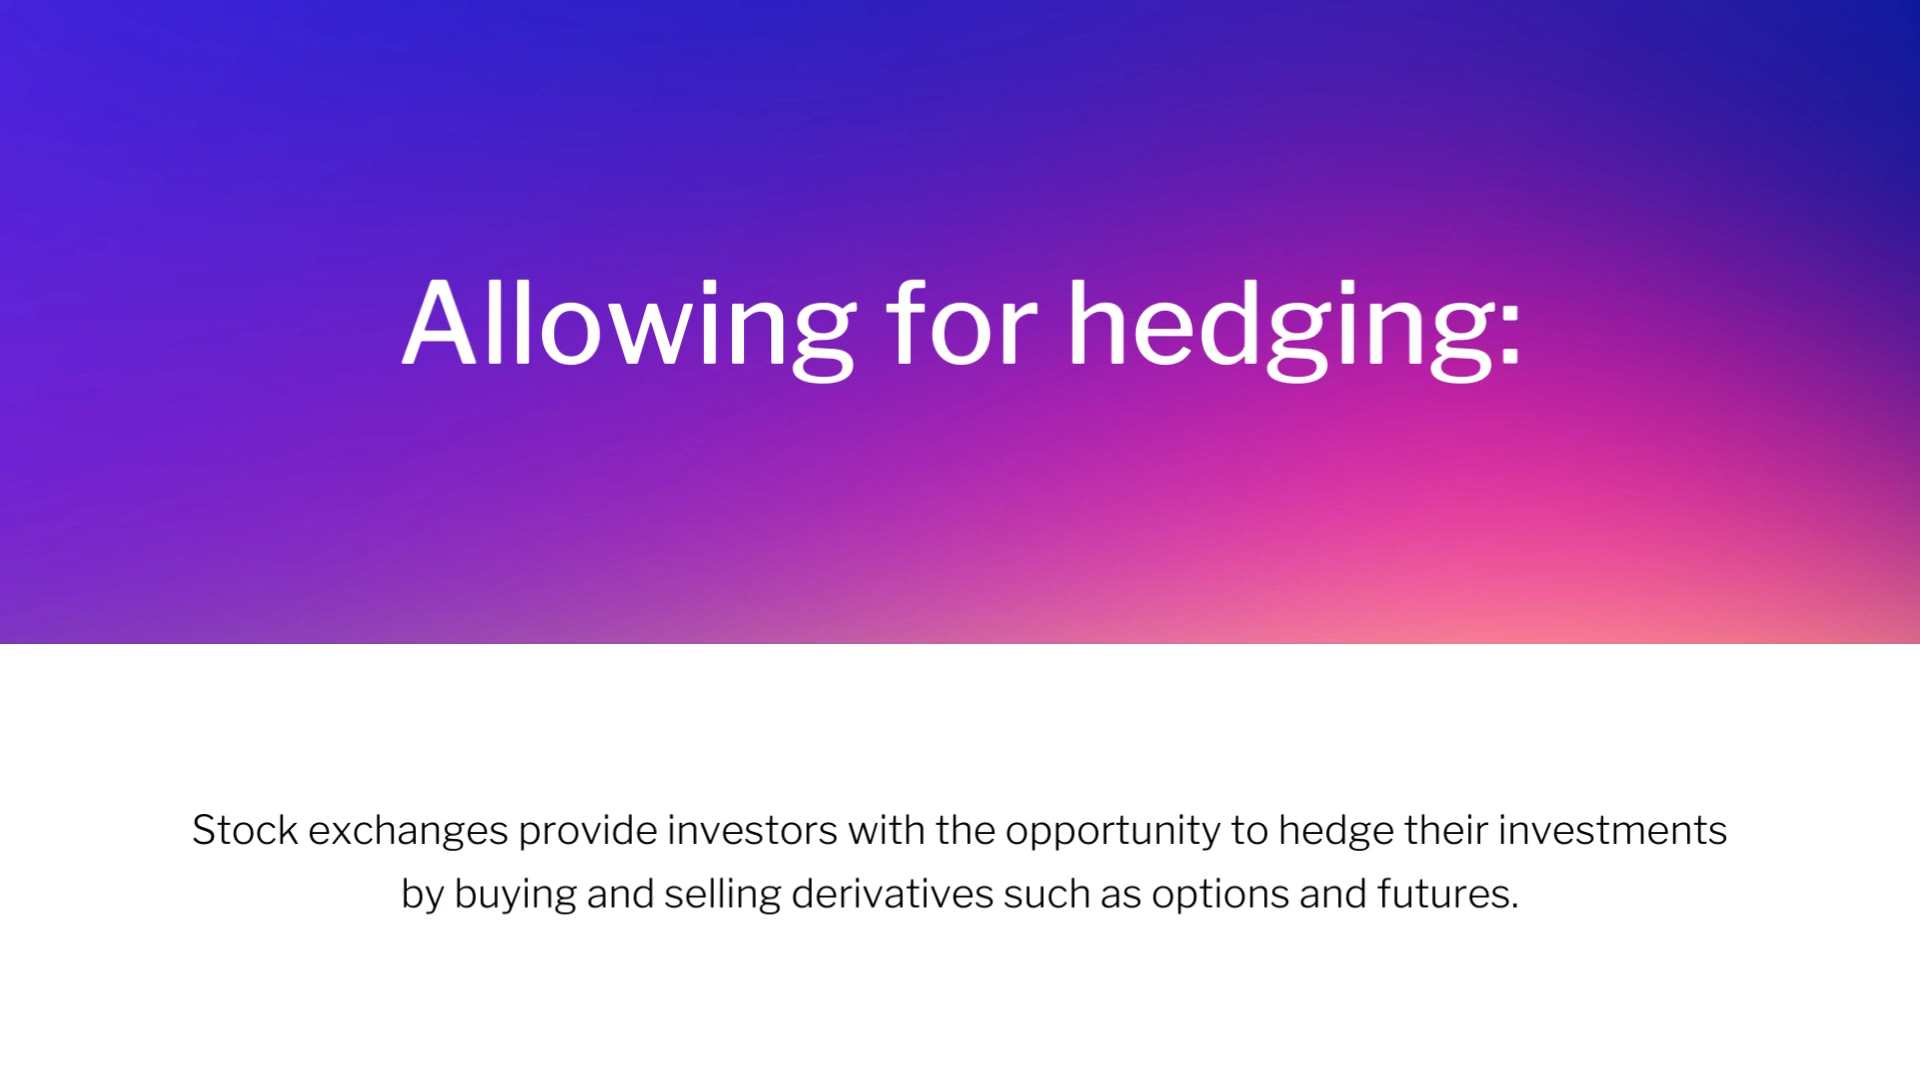 Allowing for hedging:
Stock exchanges provide investors with the opportunity to hedge their investments
by buying and selling derivatives such as options and futures.